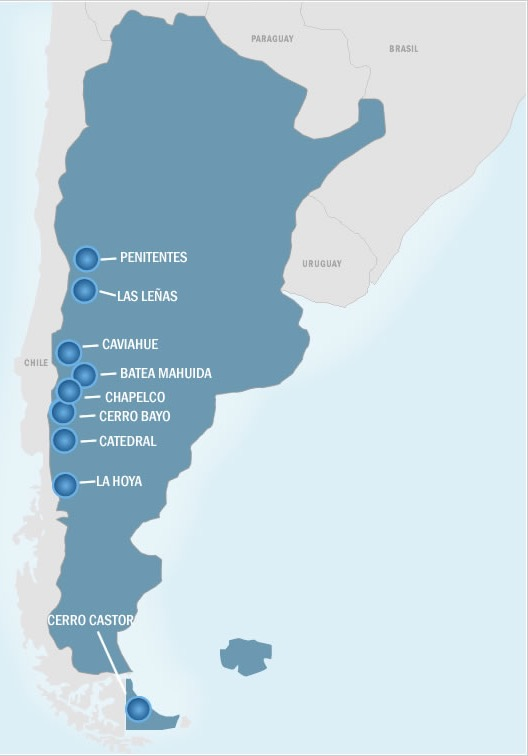 PARAGUAY
BRASIL
PENITENTES
URUGUAY
LAS LEÑAS
CAVIAHUE
CHILE
BATEA MAHUIDA
CHAPELCO
CERRO BAYO
CATEDRAL
LA HOYA
CERRO CASTOR